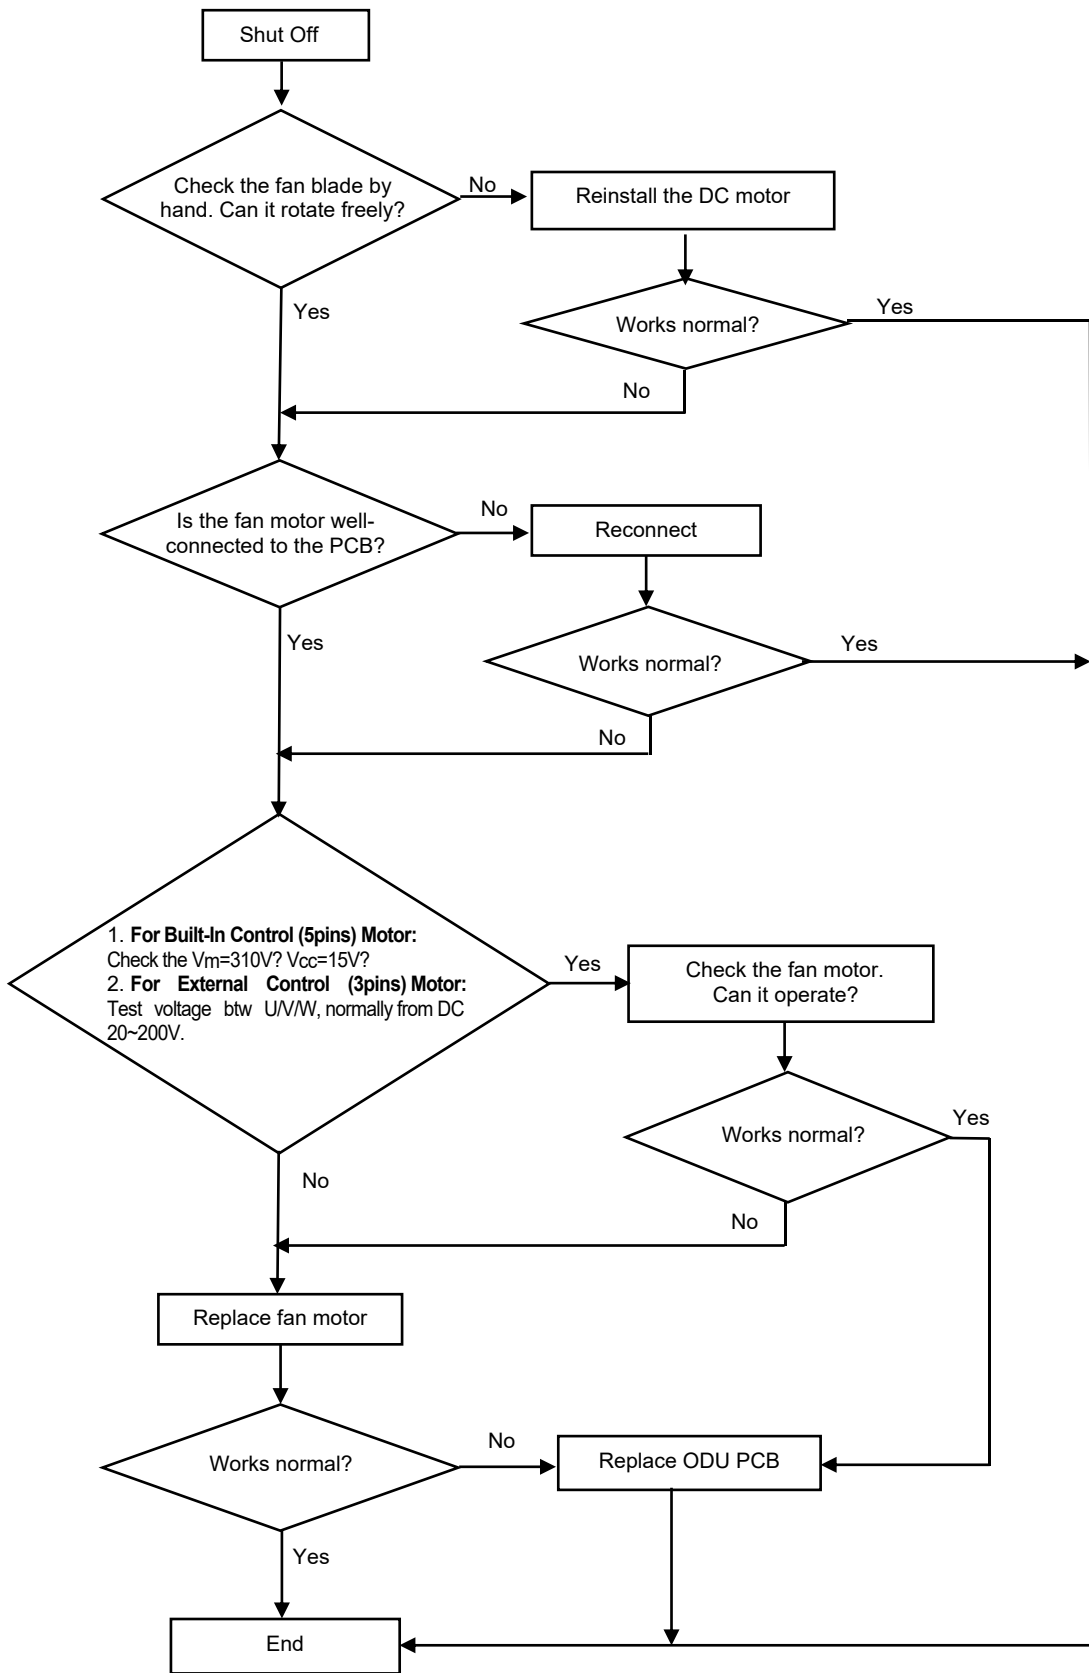 Shut Off
Check the fan blade by
hand. Can it rotate freely?
No
Reinstall the DC motor
Yes
Works normal?
Yes
No
Is the fan motor well-
connected to the PCB?
No
Reconnect
Yes
Works normal?
Yes
No
1. For Built-In Control (5pins) Motor:
Check the Vm=310V? Vcc=15V?
2. For External Control (3pins) Motor:
Test voltage btw U/V/W, normally from DC
20~200V.
Yes
Check the fan motor.
Can it operate?
Works normal?
Yes
No
No
Replace fan motor
Works normal?
No
Replace ODU PCB
Yes
End